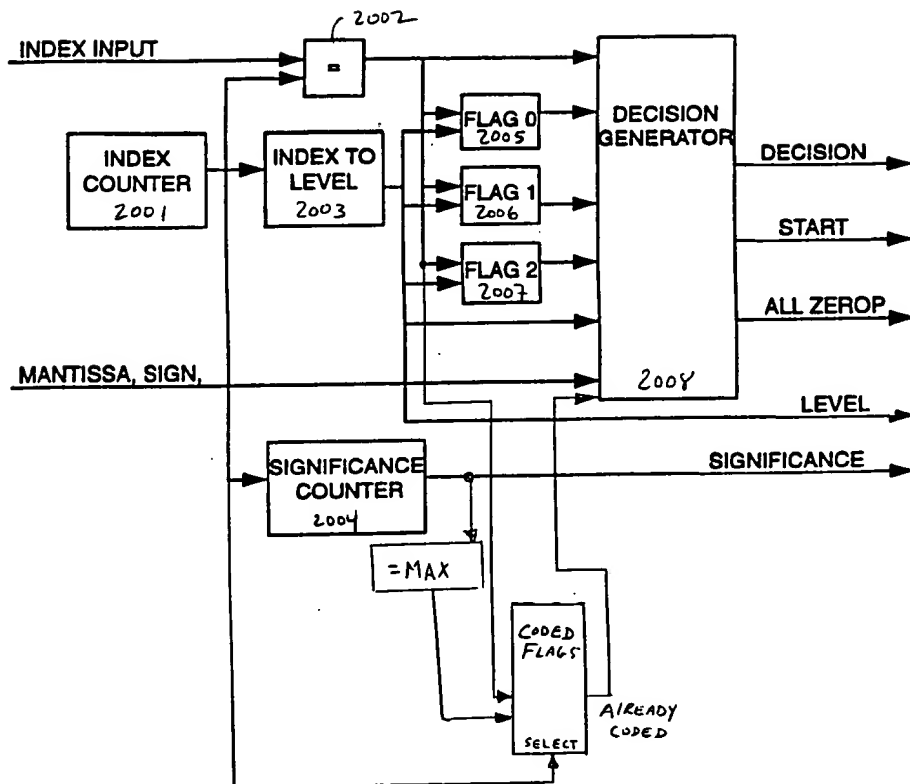 2002
INDEX INPUT
=
FLAG 0
2005
DECISION
GENERATOR
INDEX
COUNTER
2001
INDEX TO
LEVEL
2003
DECISION
FLAG 1
2006
START
FLAG 2
2007
ALL ZEROP
MANTISSA, SIGN,
2008
LEVEL
SIGNIFICANCE
COUNTER
2004
SIGNIFICANCE
=MAX
CODED
FLAGS
SELECT
AlREADY
CODED